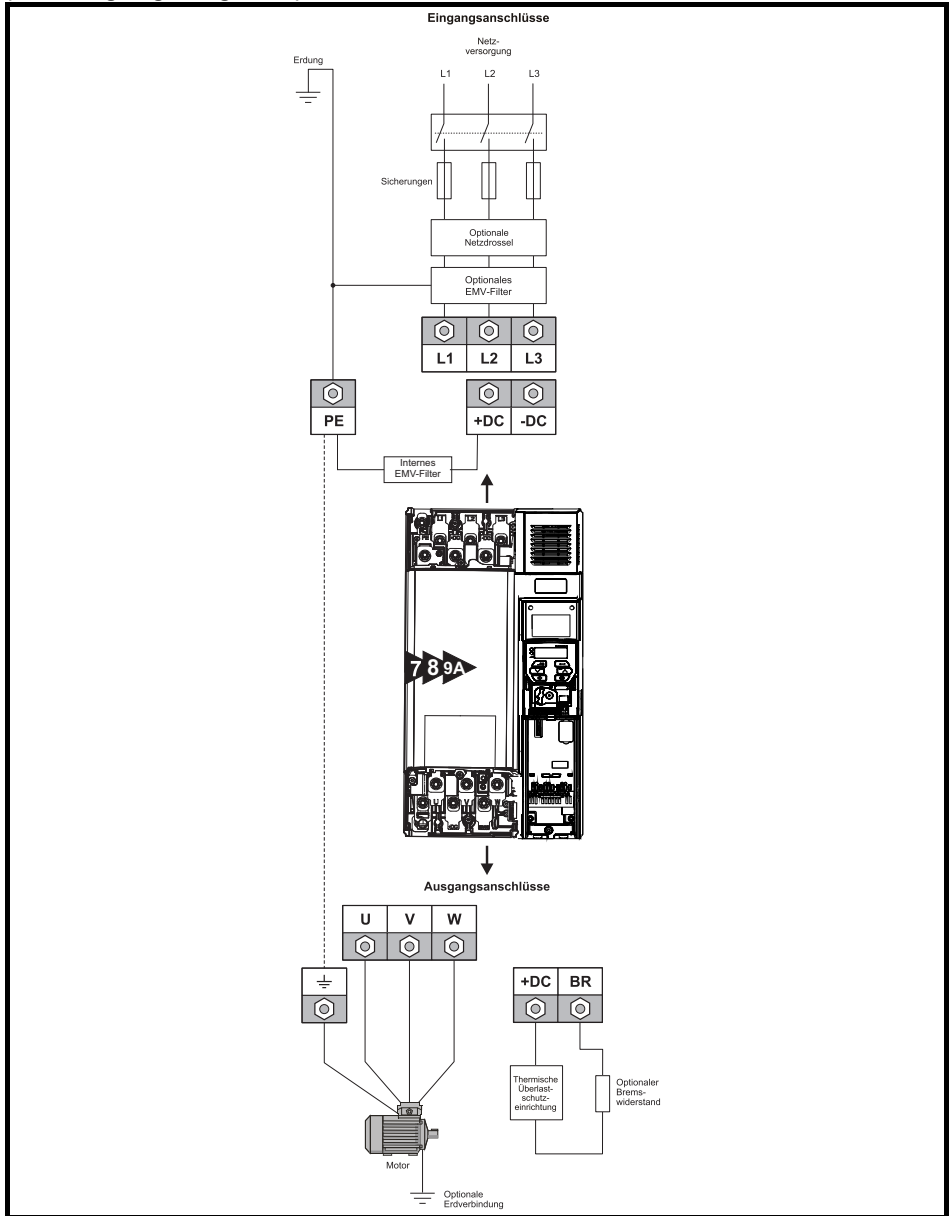 Eingangsanschlüsse
Netz-
versorgung
Erdung
L1 L2 L3
Sicherungen
Optionale
Netzdrossel
Optionales
EMV-Filter
L1 L2 L3
PE +DC -DC
Internes
EMV-Filter
7 8 9A
Ausgangsanschlüsse
U V W
+DC BR
Thermische
Überlast-
schutz-
einrichtung
Optionaler
Brems-
widerstand
Motor
Optionale
Erdverbindung